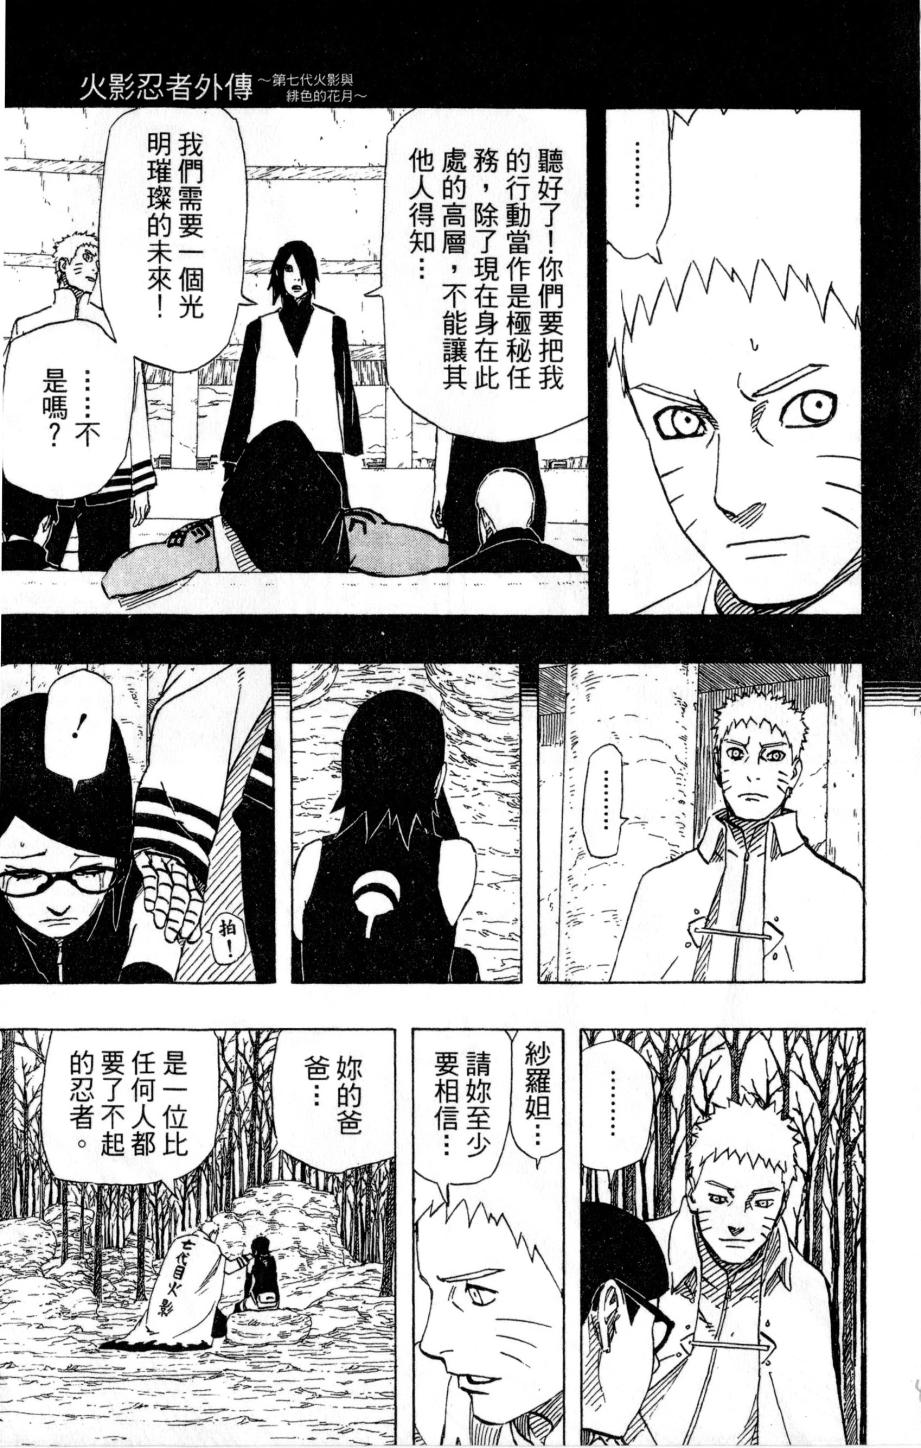 火影忍者外傳
～第七代火影與
緋色的花月～
………
聽好了！你們要把我
的行動當作是極秘任
務，除了現在身在此
處的高層，不能讓其
他人得知…
我們需要一個光
明璀璨的未來！
……不
是嗎？
………
！
拍！
………
紗羅妲…
請妳至少
要相信…
妳的爸
爸…
是一位比
任何人都
要了不起
的忍者。
七代目火影